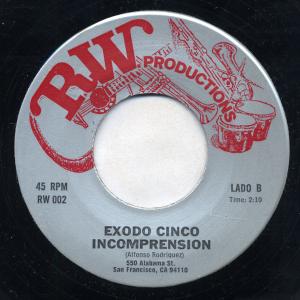 RW
PRODUCTIONS
45 RPM
RW 002
LADO B
Time: 2:10
EXODO CINCO
INCOMPRENSION
(Alfonso Rodriquez)
550 Alabama St.
San Francisco, CA 94110